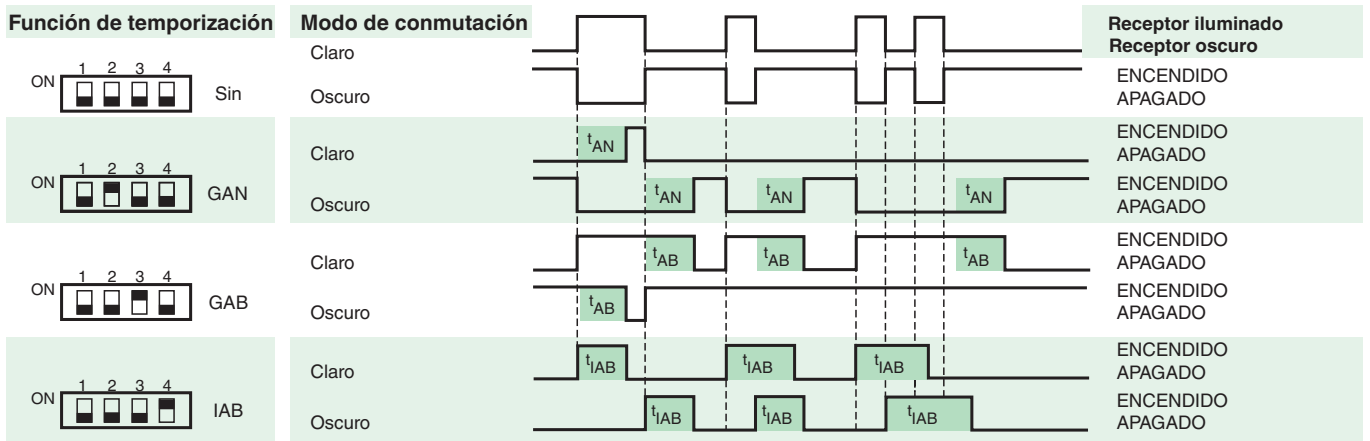 Función de temporización
Modo de conmutación
Receptor iluminado
Receptor oscuro
Claro
ON 1 2 3 4 Sin
Oscuro
ENCENDIDO
APAGADO
Claro
tAN
ENCENDIDO
APAGADO
ON 1 2 3 4 GAN
Oscuro
tAN tAN tAN
ENCENDIDO
APAGADO
Claro
tAB tAB tAB
ENCENDIDO
APAGADO
ON 1 2 3 4 GAB
Oscuro
tAB
ENCENDIDO
APAGADO
Claro
tIAB tIAB tIAB
ENCENDIDO
APAGADO
ON 1 2 3 4 IAB
Oscuro
tIAB tIAB tIAB
ENCENDIDO
APAGADO